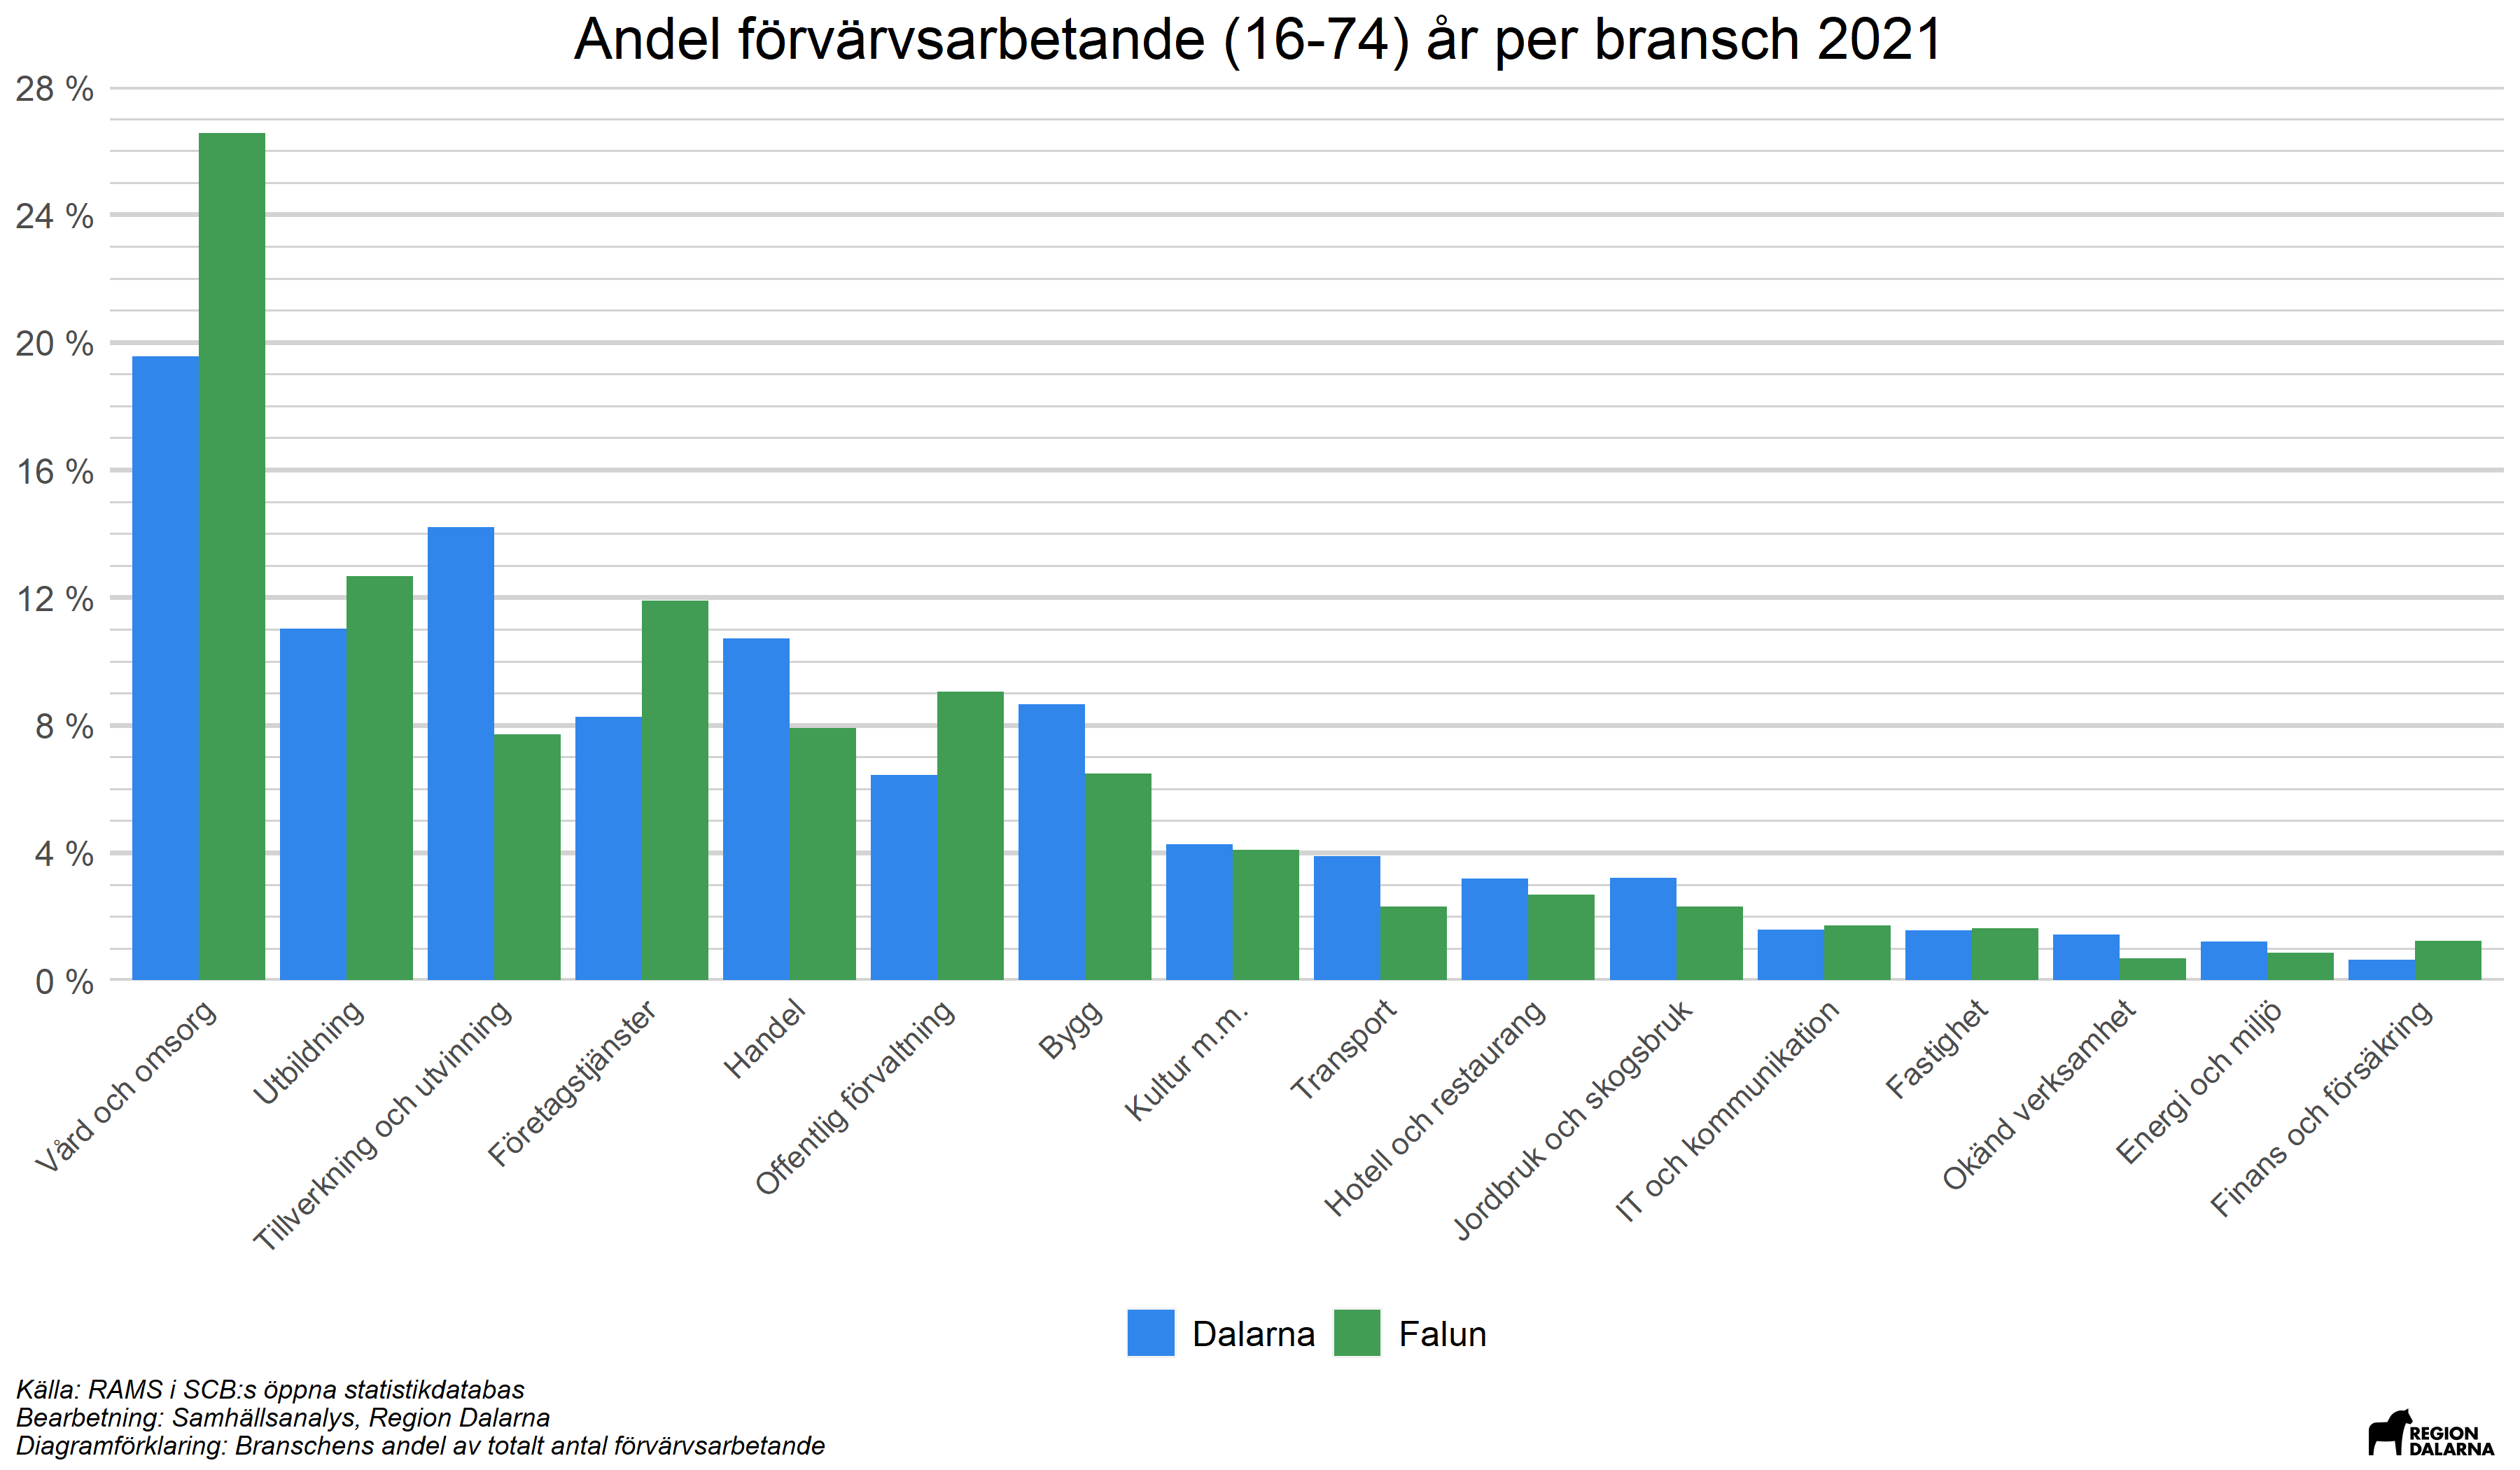 Andel förvärvsarbetande (16-74) år per bransch 2021
28 %
24 %
20 %
16 %
12 %
8 %
4 %
0 %
Vård och omsorg
Utbildning
Tillverkning och utvinning
Företagstjänster
Handel
Offentlig förvaltning
Bygg
Kultur m.m.
Transport
Hotell och restaurang
Jordbruk och skogsbruk
IT och kommunikation
Fastighet
Okänd verksamhet
Energi och miljö
Finans och försäkring
Dalarna
Falun
Källa: RAMS i SCB:s öppna statistikdatabas
Bearbetning: Samhällsanalys, Region Dalarna
Diagramförklaring: Branschens andel av totalt antal förvärvsarbetande
REGION
DALARNA